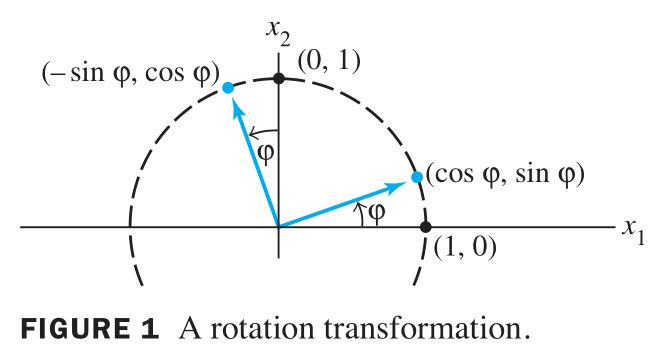 x₂
(– sin φ, cos φ)
(0, 1)
φ
(cos φ, sin φ)
φ
x₁
(1, 0)
FIGURE 1 A rotation transformation.